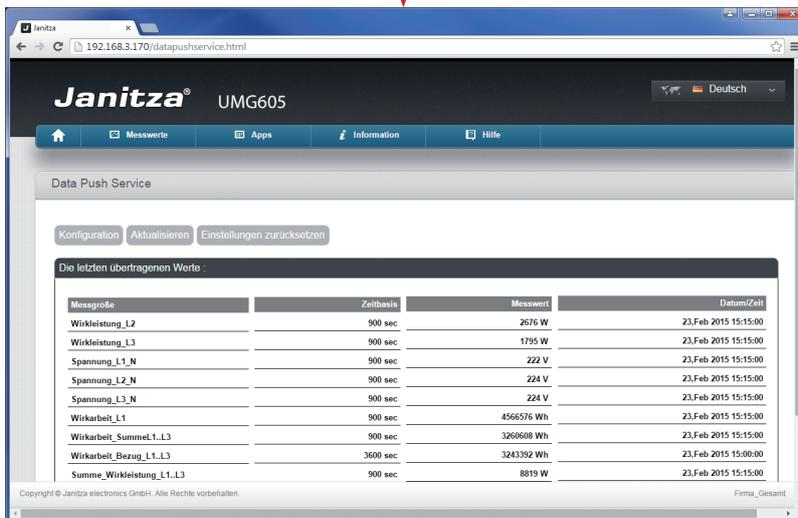 Janitza
192.168.3.170/datapushservice.html
Janitza® UMG605
Deutsch
Messwerte Apps Information Hilfe
Data Push Service
Konfiguration Aktualisieren Einstellungen zurücksetzen
Die letzten übertragenen Werte :
Messgröße Zeitbasis Messwert Datum/Zeit
Wirkleistung_L2 900 sec 2676 W 23,Feb 2015 15:15:00
Wirkleistung_L3 900 sec 1795 W 23,Feb 2015 15:15:00
Spannung_L1_N 900 sec 222 V 23,Feb 2015 15:15:00
Spannung_L2_N 900 sec 224 V 23,Feb 2015 15:15:00
Spannung_L3_N 900 sec 224 V 23,Feb 2015 15:15:00
Wirkarbeit_L1 900 sec 4566576 Wh 23,Feb 2015 15:15:00
Wirkarbeit_SummeL1..L3 900 sec 3260608 Wh 23,Feb 2015 15:15:00
Wirkarbeit_Bezug_L1..L3 3600 sec 3243392 Wh 23,Feb 2015 15:00:00
Summe_Wirkleistung_L1..L3 900 sec 8819 W 23,Feb 2015 15:15:00
Copyright © Janitza electronics GmbH. Alle Rechte vorbehalten. Firma_Gesamt